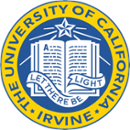 THE UNIVERSITY OF CALIFORNIA
LET THERE BE
LIGHT
A
· IRVINE ·